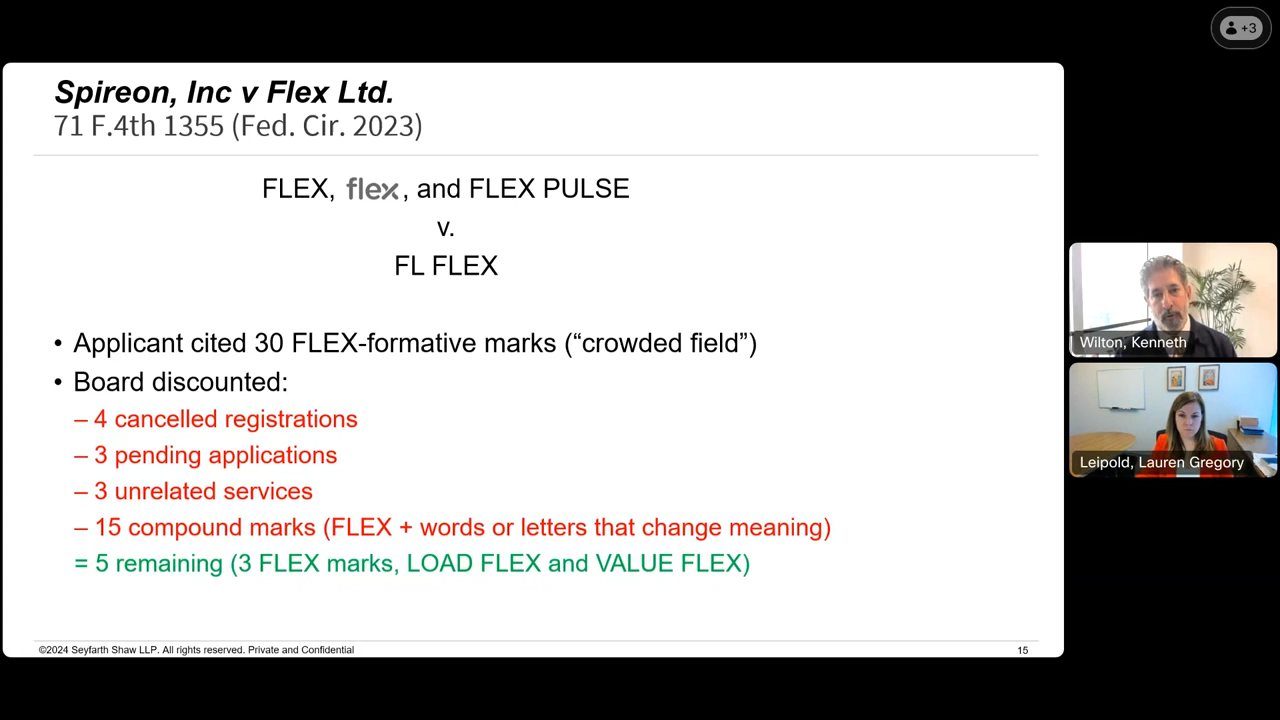 +3
Spireon, Inc v Flex Ltd.
71 F.4th 1355 (Fed. Cir. 2023)
FLEX, flex, and FLEX PULSE
v.
FL FLEX
• Applicant cited 30 FLEX-formative marks (“crowded field”)
• Board discounted:
– 4 cancelled registrations
– 3 pending applications
– 3 unrelated services
– 15 compound marks (FLEX + words or letters that change meaning)
= 5 remaining (3 FLEX marks, LOAD FLEX and VALUE FLEX)
©2024 Seyfarth Shaw LLP. All rights reserved. Private and Confidential
15
Wilton, Kenneth
Leipold, Lauren Gregory